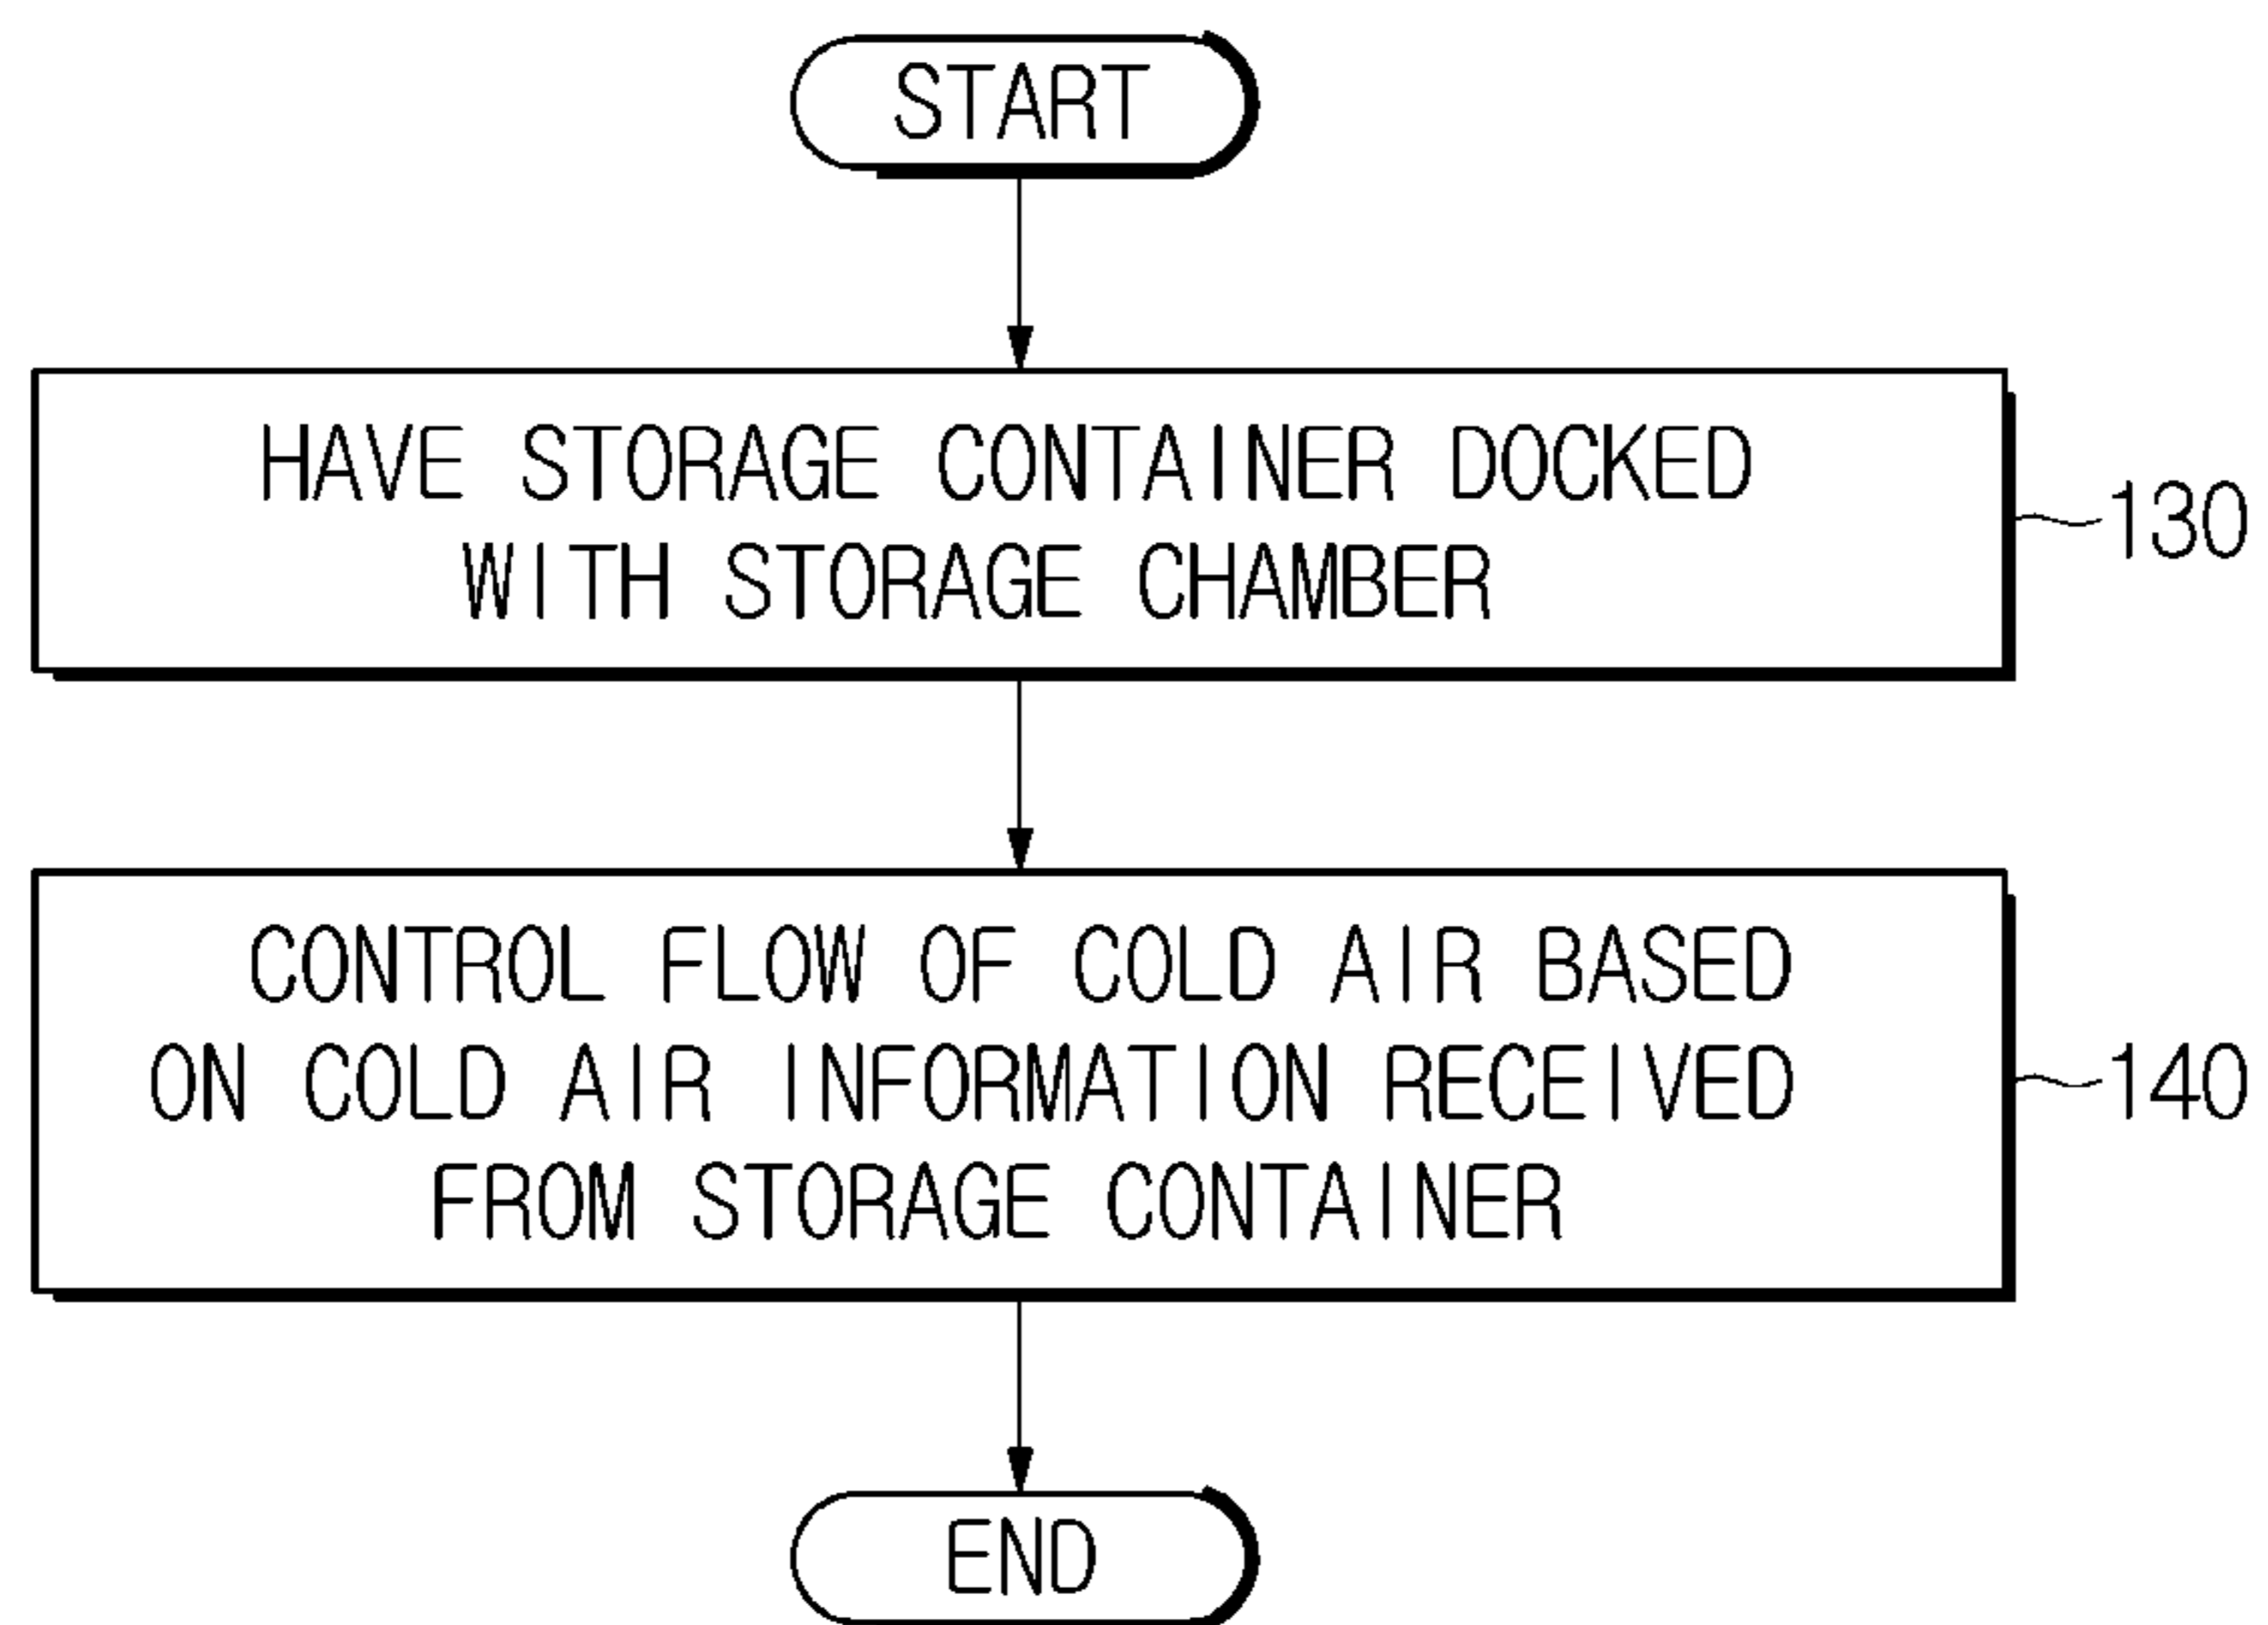 START
HAVE STORAGE CONTAINER DOCKED
WITH STORAGE CHAMBER
130
CONTROL FLOW OF COLD AIR BASED
ON COLD AIR INFORMATION RECEIVED
FROM STORAGE CONTAINER
140
END